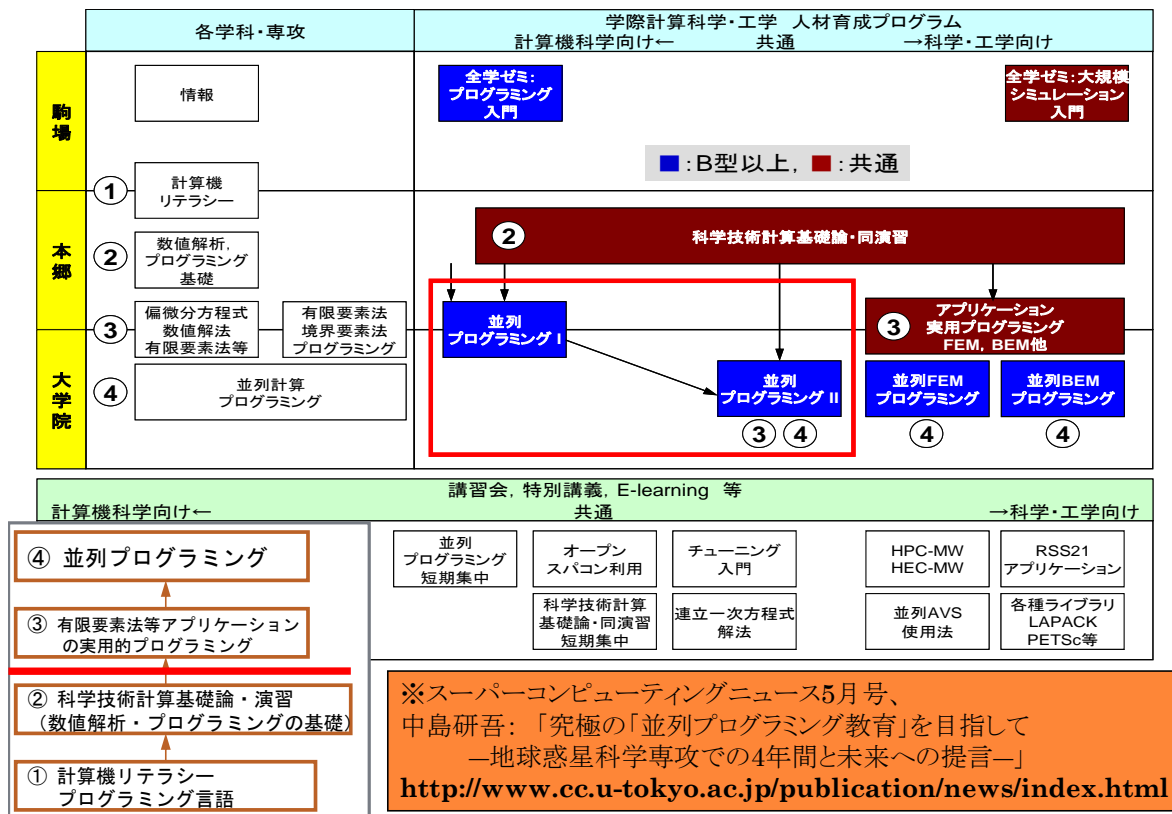 各学科・専攻
学際計算科学・工学 人材育成プログラム
計算機科学向け← 共通 →科学・工学向け
駒場
情報
全学ゼミ:
プログラミング
入門
全学ゼミ:大規模
シミュレーション
入門
■:B型以上, ■:共通
①
計算機
リテラシー
本郷
②
数値解析,
プログラミング
基礎
② 科学技術計算基礎論・同演習
③
偏微分方程式
数値解法
有限要素法等
有限要素法
境界要素法
プログラミング
並列
プログラミング I
③
アプリケーション
実用プログラミング
FEM, BEM他
大学院
④
並列計算
プログラミング
並列
プログラミング II
③ ④
並列FEM
プログラミング
④
並列BEM
プログラミング
④
講習会, 特別講義, E-learning 等
計算機科学向け← 共通 →科学・工学向け
並列
プログラミング
短期集中
オープン
スパコン利用
チューニング
入門
HPC-MW
HEC-MW
RSS21
アプリケーション
科学技術計算
基礎論・同演習
短期集中
連立一次方程式
解法
並列AVS
使用法
各種ライブラリ
LAPACK
PETSc等
④ 並列プログラミング
③ 有限要素法等アプリケーション
の実用的プログラミング
② 科学技術計算基礎論・演習
(数値解析・プログラミングの基礎)
① 計算機リテラシー
プログラミング言語
※スーパーコンピューティングニュース5月号、
中島研吾: 「究極の「並列プログラミング教育」を目指して
―地球惑星科学専攻での4年間と未来への提言―」
http://www.cc.u-tokyo.ac.jp/publication/news/index.html